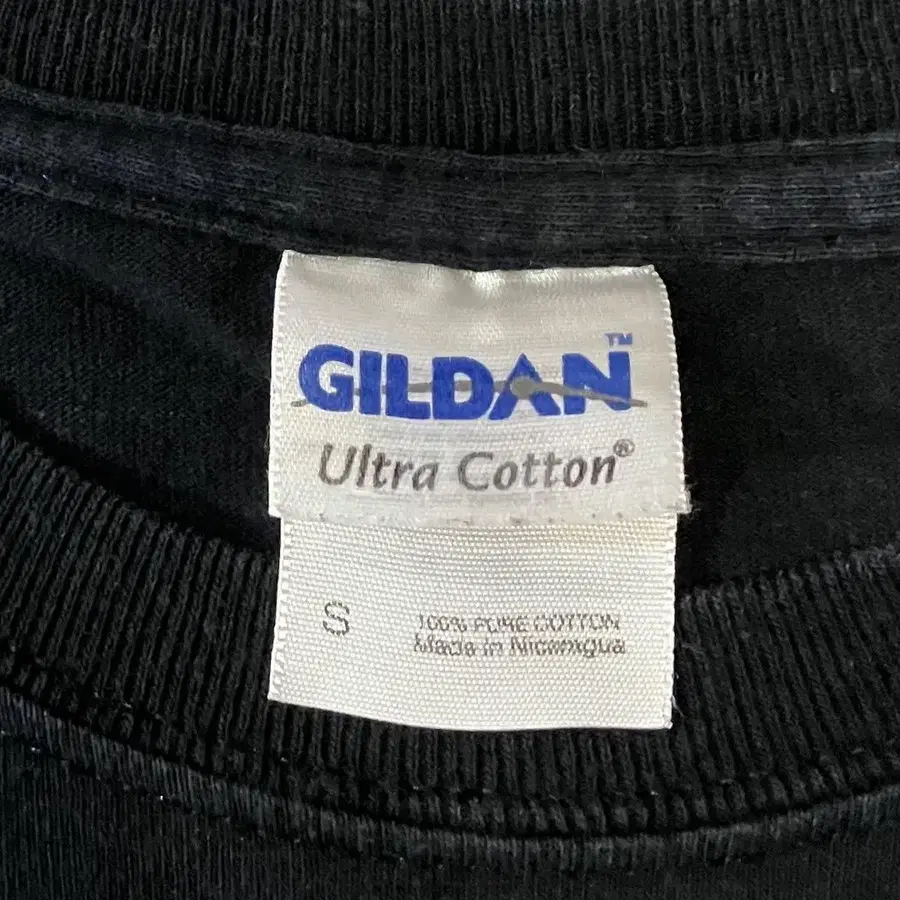 GILDAN™
Ultra Cotton®
S
100% PURE COTTON
Made in Nicaragua